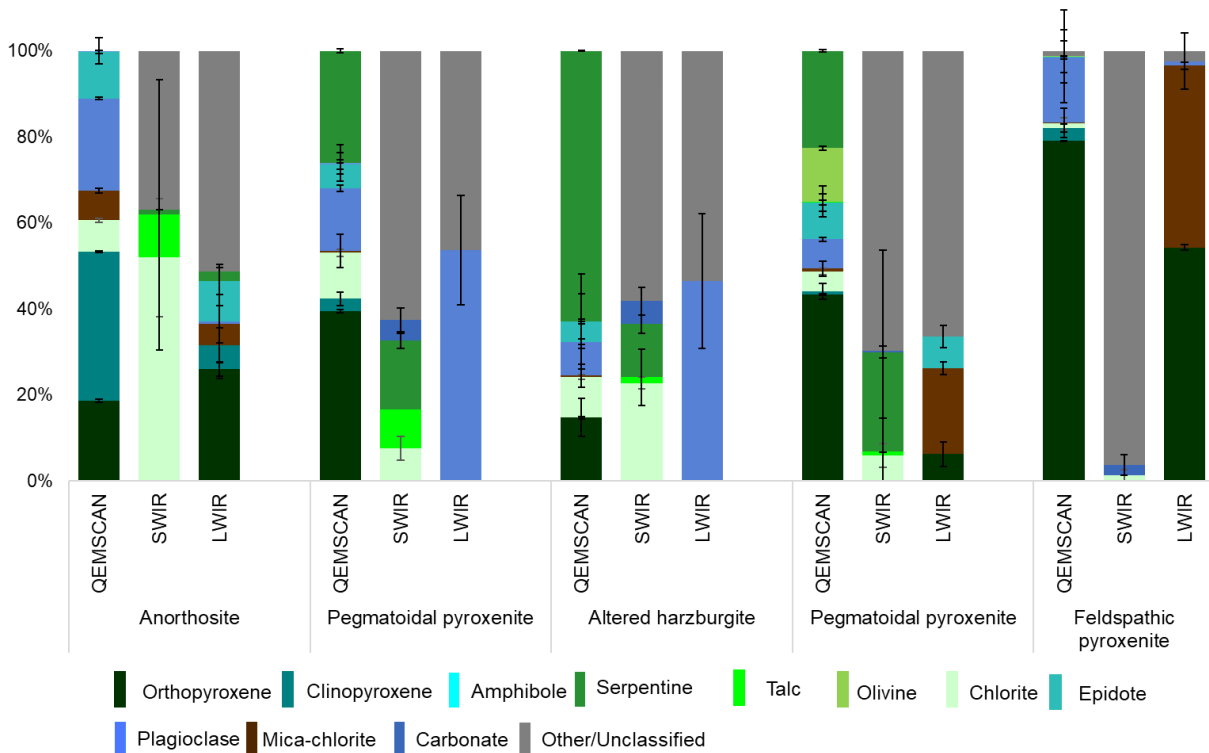 100%
80%
60%
40%
20%
0%
QEMSCAN
SWIR
LWIR
QEMSCAN
SWIR
LWIR
QEMSCAN
SWIR
LWIR
QEMSCAN
SWIR
LWIR
QEMSCAN
SWIR
LWIR
Anorthosite
Pegmatoidal pyroxenite
Altered harzburgite
Pegmatoidal pyroxenite
Feldspathic
pyroxenite
Orthopyroxene
Clinopyroxene
Amphibole
Serpentine
Talc
Olivine
Chlorite
Epidote
Plagioclase
Mica-chlorite
Carbonate
Other/Unclassified